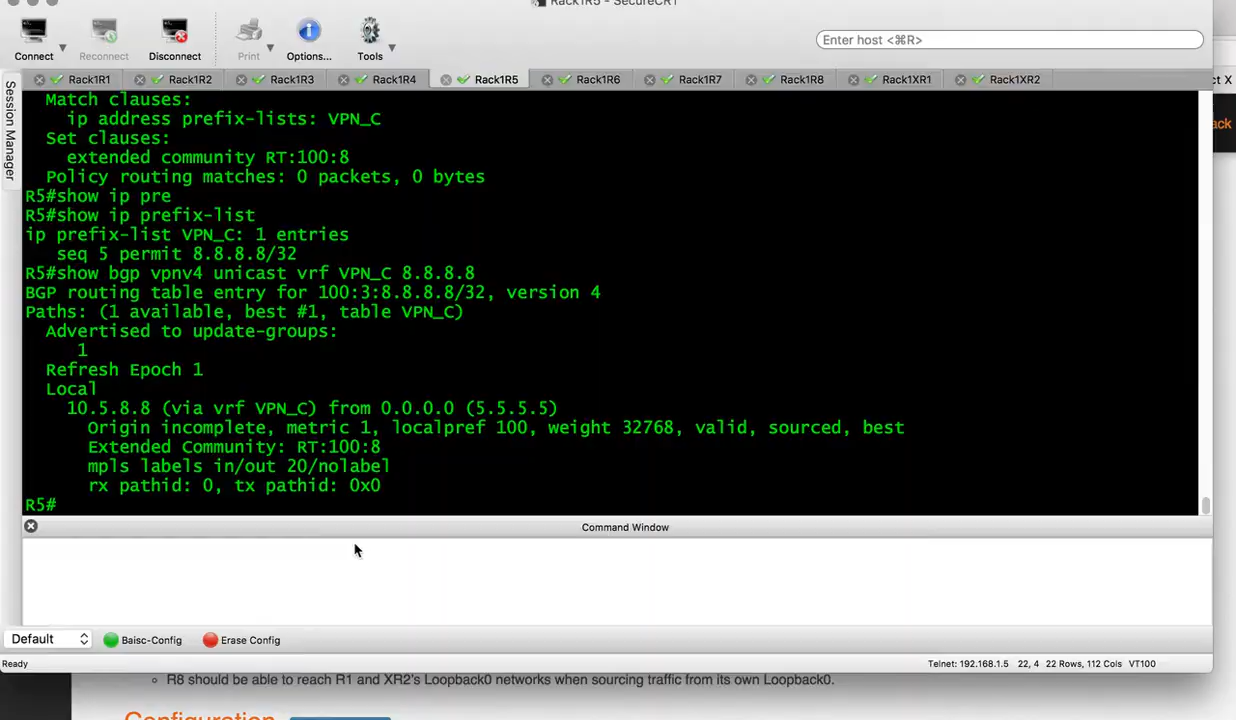 Rack1R5 - SecureCRT
Connect
Reconnect
Disconnect
Print
Options...
Tools
Enter host <⌘R>
Rack1R1
Rack1R2
Rack1R3
Rack1R4
Rack1R5
Rack1R6
Rack1R7
Rack1R8
Rack1XR1
Rack1XR2
ct X
ack
Session Manager
Match clauses:
ip address prefix-lists: VPN_C
Set clauses:
extended community RT:100:8
Policy routing matches: 0 packets, 0 bytes
R5#show ip pre
R5#show ip prefix-list
ip prefix-list VPN_C: 1 entries
seq 5 permit 8.8.8.8/32
R5#show bgp vpnv4 unicast vrf VPN_C 8.8.8.8
BGP routing table entry for 100:3:8.8.8.8/32, version 4
Paths: (1 available, best #1, table VPN_C)
Advertised to update-groups:
1
Refresh Epoch 1
Local
10.5.8.8 (via vrf VPN_C) from 0.0.0.0 (5.5.5.5)
Origin incomplete, metric 1, localpref 100, weight 32768, valid, sourced, best
Extended Community: RT:100:8
mpls labels in/out 20/nolabel
rx pathid: 0, tx pathid: 0x0
R5#
Command Window
Default
Baisc-Config
Erase Config
Ready
Telnet: 192.168.1.5 22, 4 22 Rows, 112 Cols VT100
R8 should be able to reach R1 and XR2's Loopback0 networks when sourcing traffic from its own Loopback0.
Configuration